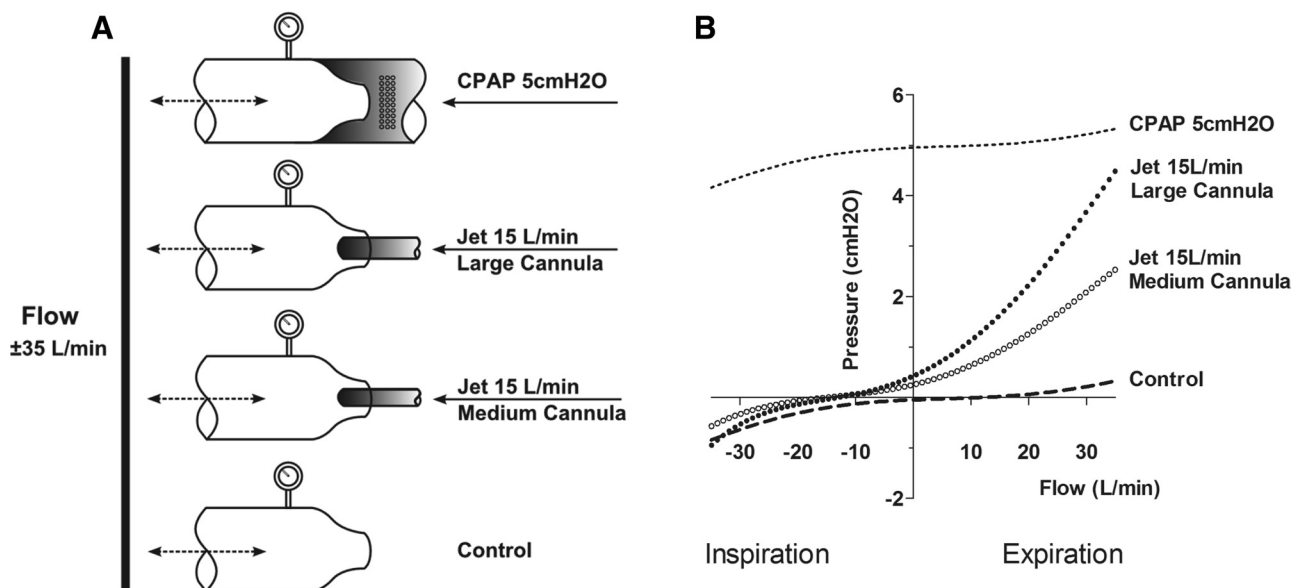 A
CPAP 5cmH2O
Jet 15 L/min
Large Cannula
Flow
±35 L/min
Jet 15 L/min
Medium Cannula
Control
B
6
CPAP 5cmH2O
Jet 15L/min
Large Cannula
4
Pressure (cmH2O)
Jet 15L/min
Medium Cannula
2
Control
-30 -20 -10 10 20 30
Flow (L/min)
-2
Inspiration Expiration